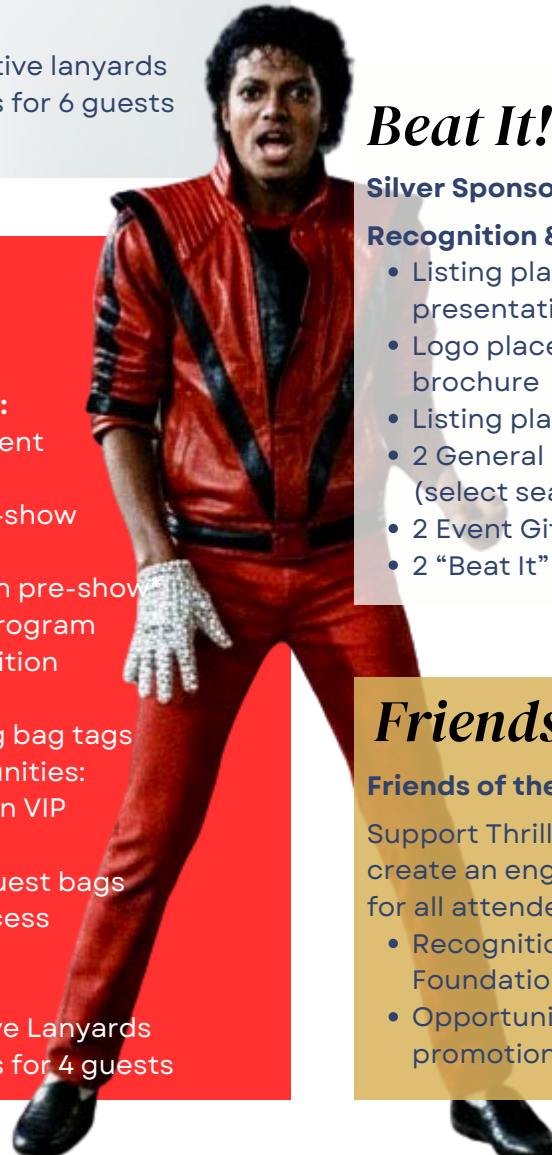 tive lanyards
s for 6 guests
:
ent
-show
n pre-show*
rogram
ition
g bag tags
unities:
n VIP
uest bags
cess
ve Lanyards
s for 4 guests
Beat It!
Silver Sponso
Recognition &
• Listing pla
presentati
• Logo place
brochure
• Listing pla
• 2 General
(select sea
• 2 Event Gif
• 2 “Beat It”
Friends
Friends of the
Support Thrill
create an eng
for all attende
• Recognitio
Foundatio
• Opportuni
promotion